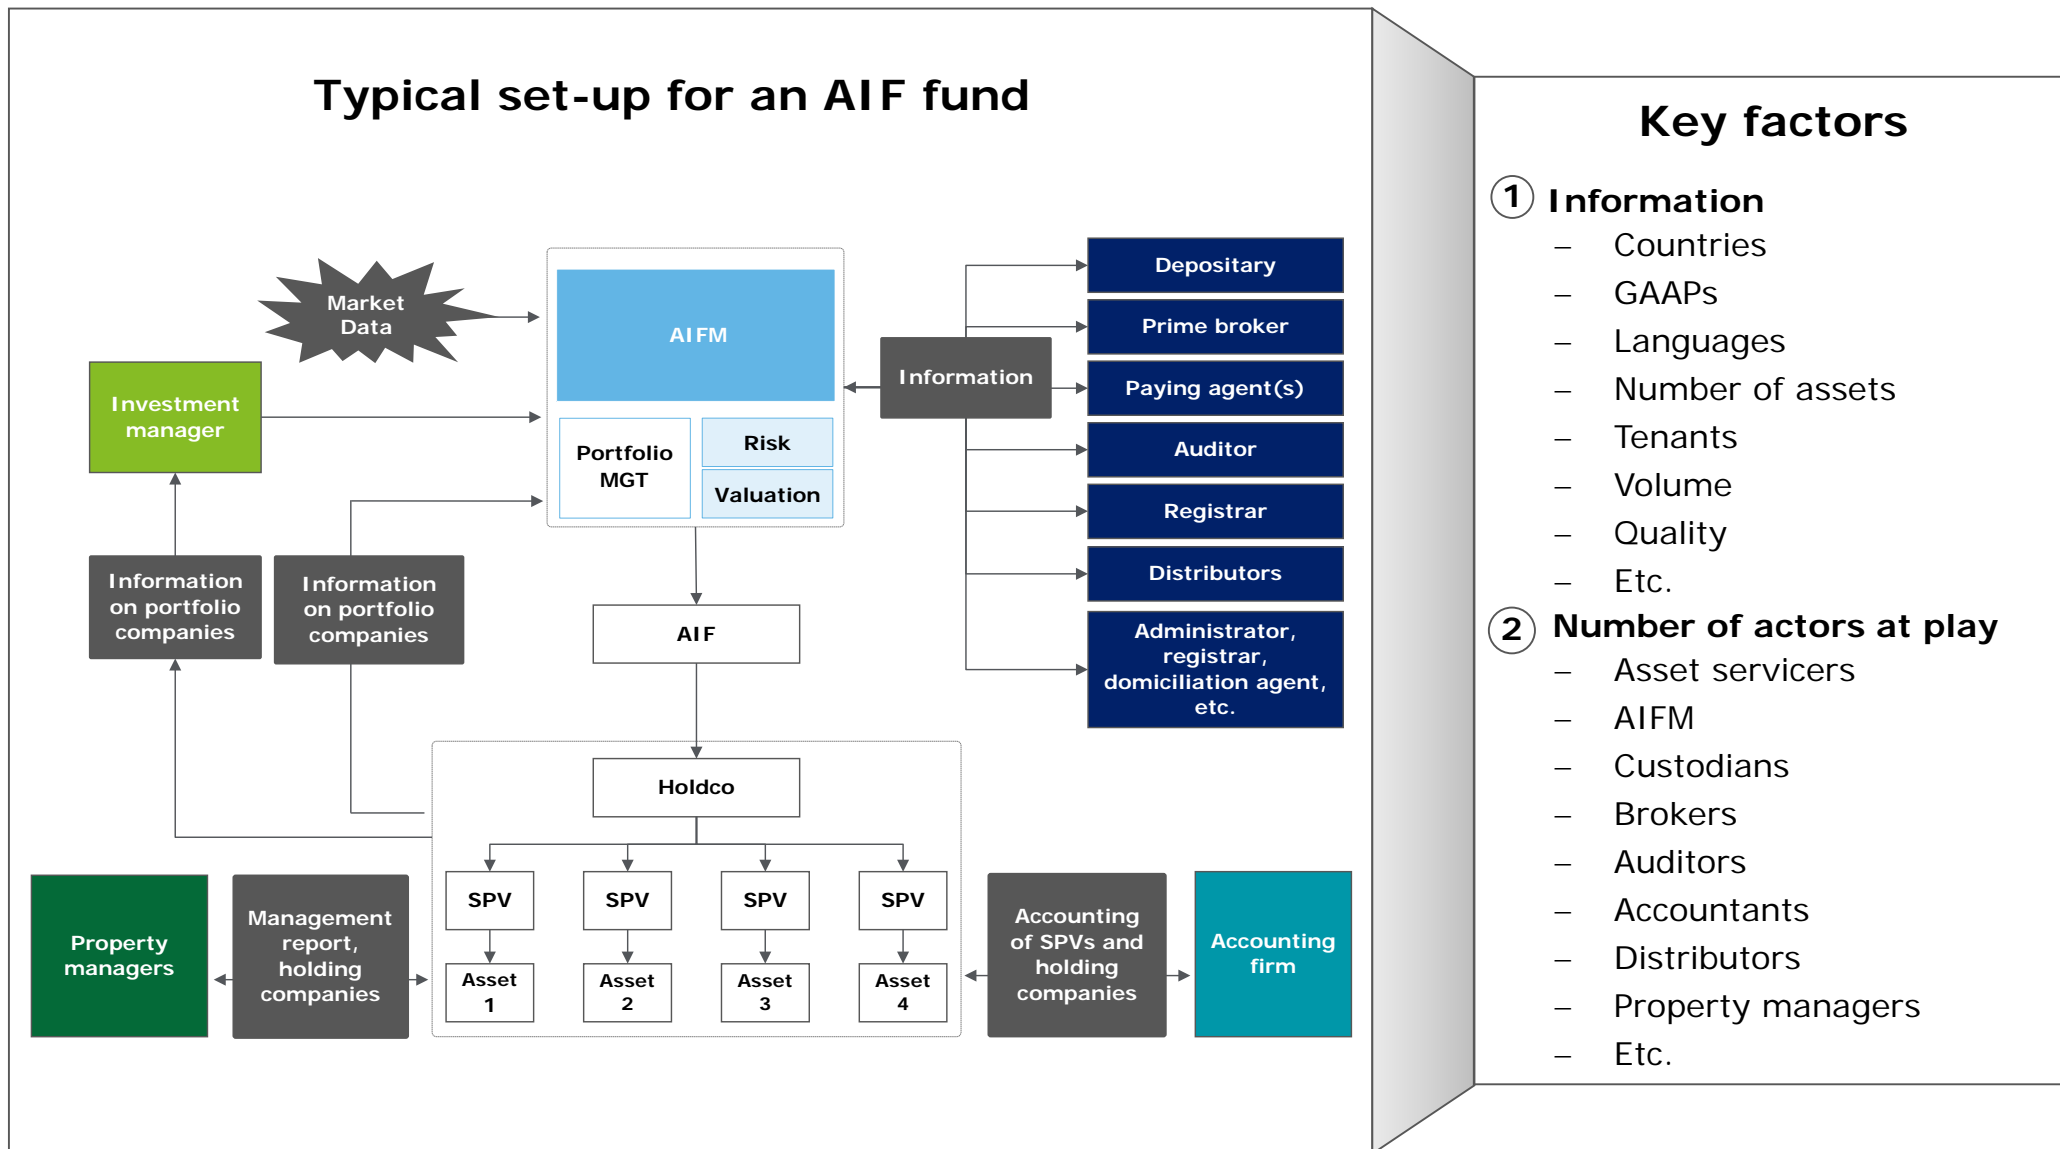 Typical set-up for an AIF fund
Market
Data
AIFM
Investment
manager
Portfolio
MGT
Risk
Valuation
Information
Depositary
Prime broker
Paying agent(s)
Auditor
Registrar
Distributors
Administrator,
registrar,
domiciliation agent,
etc.
Information
on portfolio
companies
Information
on portfolio
companies
AIF
Holdco
SPV
SPV
SPV
SPV
Asset
1
Asset
2
Asset
3
Asset
4
Property
managers
Management
report,
holding
companies
Accounting
of SPVs and
holding
companies
Accounting
firm
Key factors
1 Information
– Countries
– GAAPs
– Languages
– Number of assets
– Tenants
– Volume
– Quality
– Etc.
2 Number of actors at play
– Asset servicers
– AIFM
– Custodians
– Brokers
– Auditors
– Accountants
– Distributors
– Property managers
– Etc.